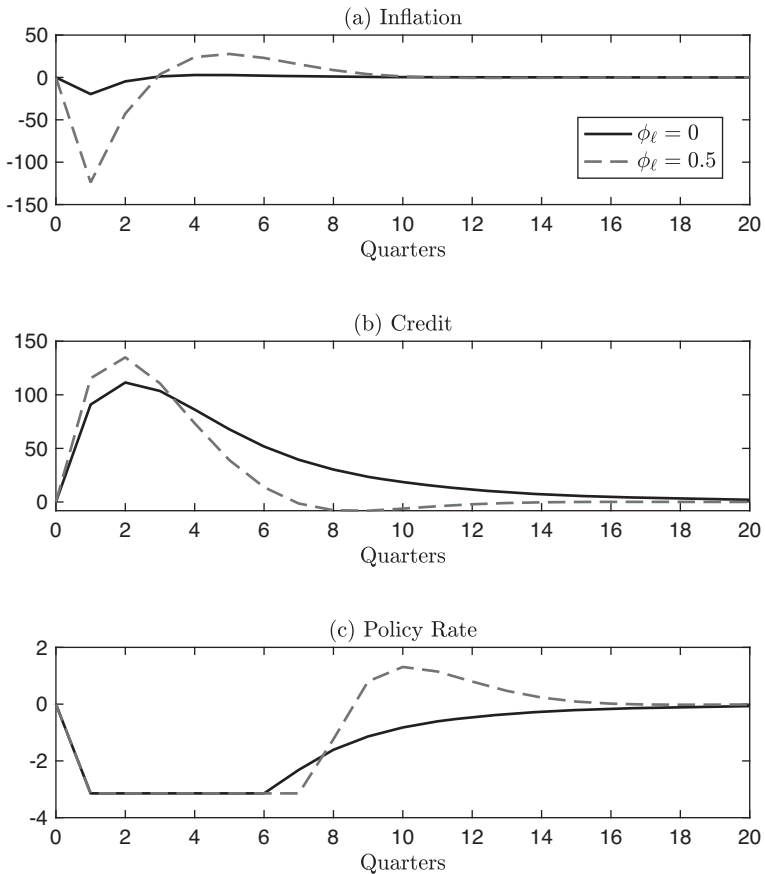 (a) Inflation
50
0
-50
-100
-150
ϕℓ = 0
ϕℓ = 0.5
0 2 4 6 8 10 12 14 16 18 20
Quarters
(b) Credit
150
100
50
0
0 2 4 6 8 10 12 14 16 18 20
Quarters
(c) Policy Rate
2
0
-2
-4
0 2 4 6 8 10 12 14 16 18 20
Quarters